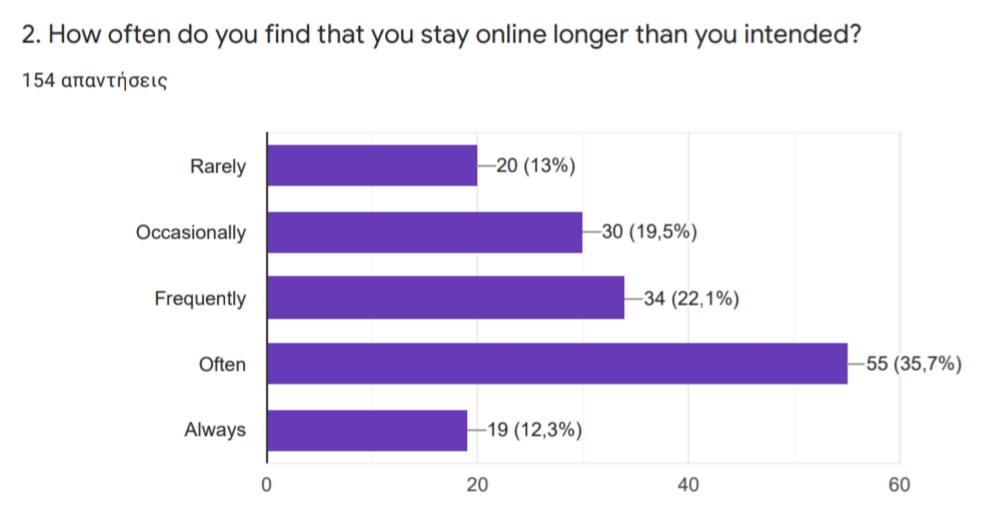 2. How often do you find that you stay online longer than you intended?
154 απαντήσεις
Rarely 20 (13%)
Occasionally 30 (19,5%)
Frequently 34 (22,1%)
Often 55 (35,7%)
Always 19 (12,3%)
0 20 40 60